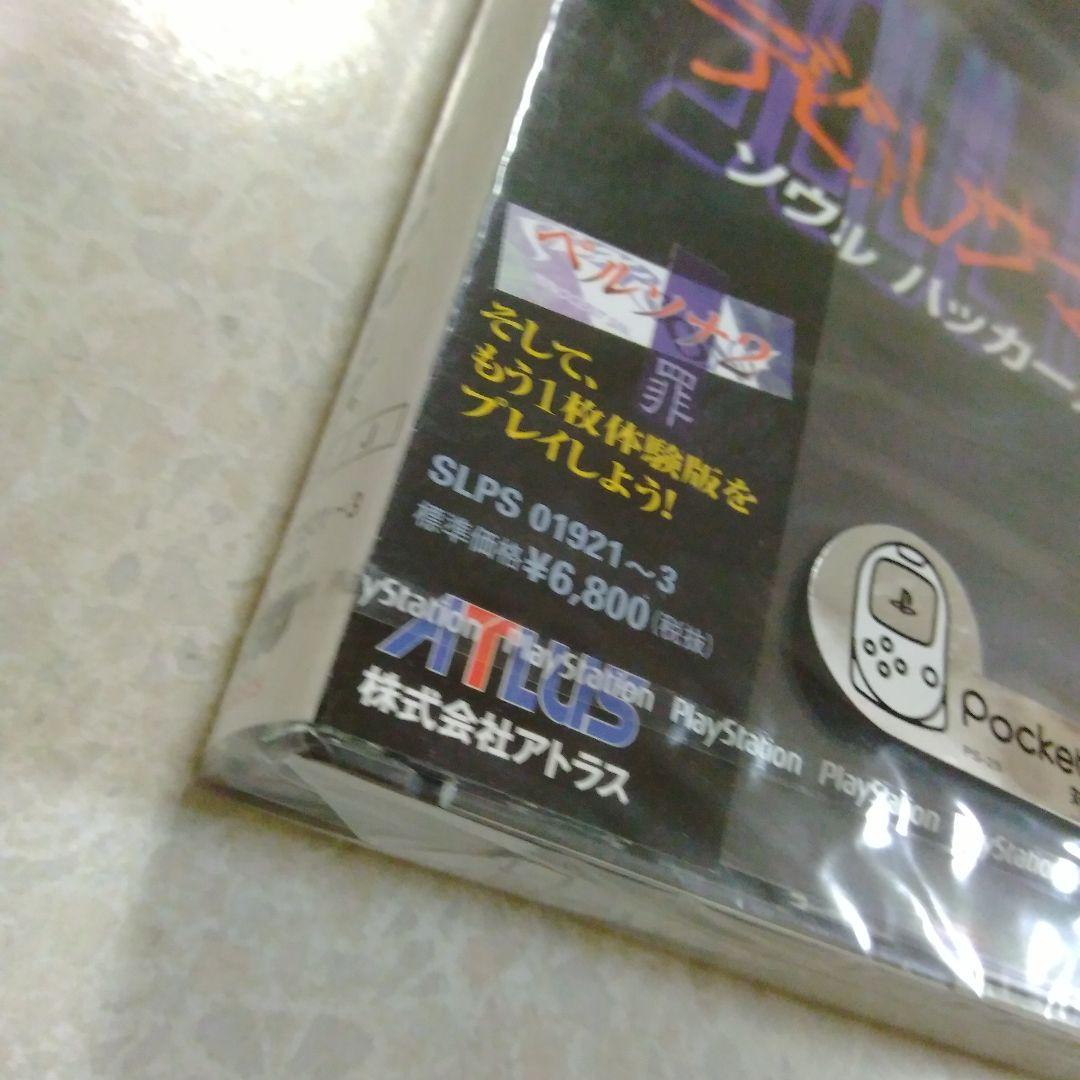 デビルサマ
ソウル ハッカー
ペルソナ2
罪
そして、
もう1枚体験版を
プレイしよう!
SLPS 01921～3
標準価格¥6,800(税抜)
ATLUS
yStation PlayStation PlayStation PlayStation PlayStation
株式会社アトラス
Pocket